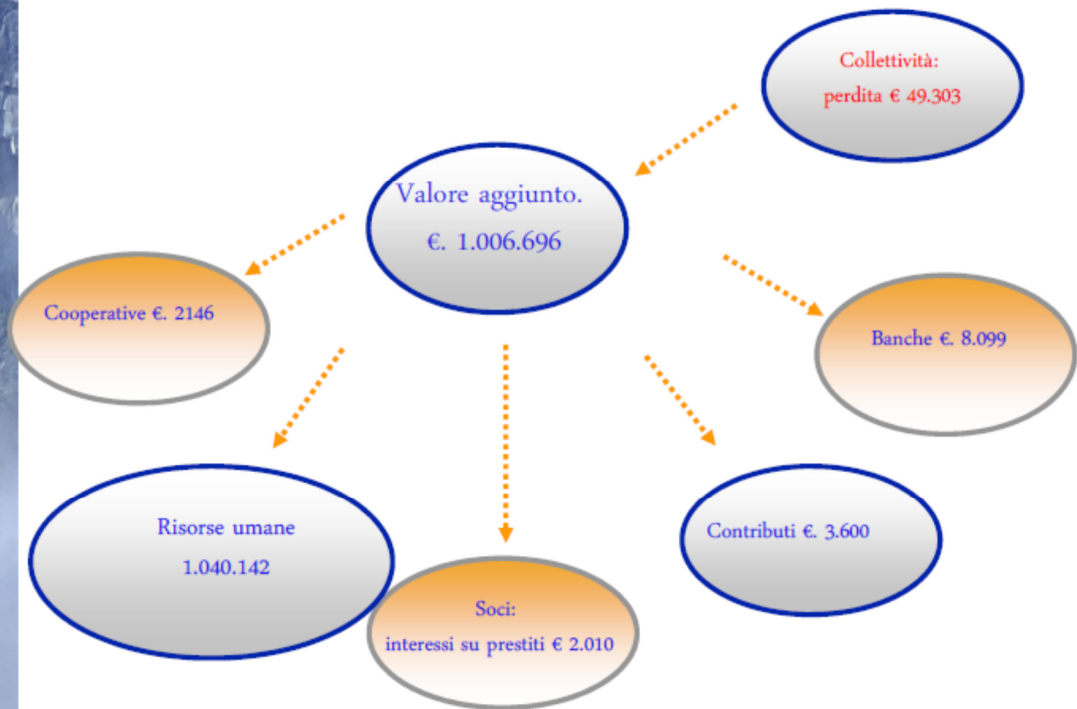 Collettività:
perdita € 49.303
Valore aggiunto.
€. 1.006.696
Cooperative €. 2146
Banche €. 8.099
Risorse umane
1.040.142
Contributi €. 3.600
Soci:
interessi su prestiti € 2.010